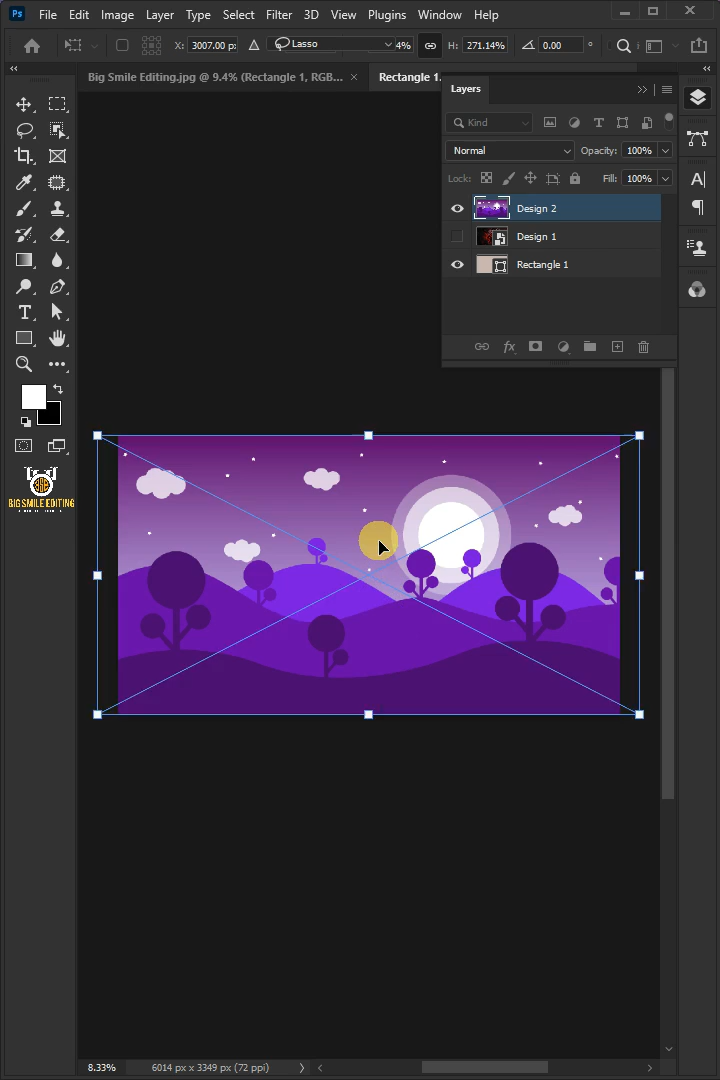 Ps File Edit Image Layer Type Select Filter 3D View Plugins Window Help
X: 3007.00 p Lasso 4% H: 271.14% 0.00 °
Big Smile Editing.jpg @ 9.4% (Rectangle 1, RGB... × Rectangle 1.
Layers
Kind
Normal Opacity: 100%
Lock: Fill: 100%
Design 2
Design 1
Rectangle 1
fx
BIG SMILE EDITING
8.33% 6014 px x 3349 px (72 ppi)